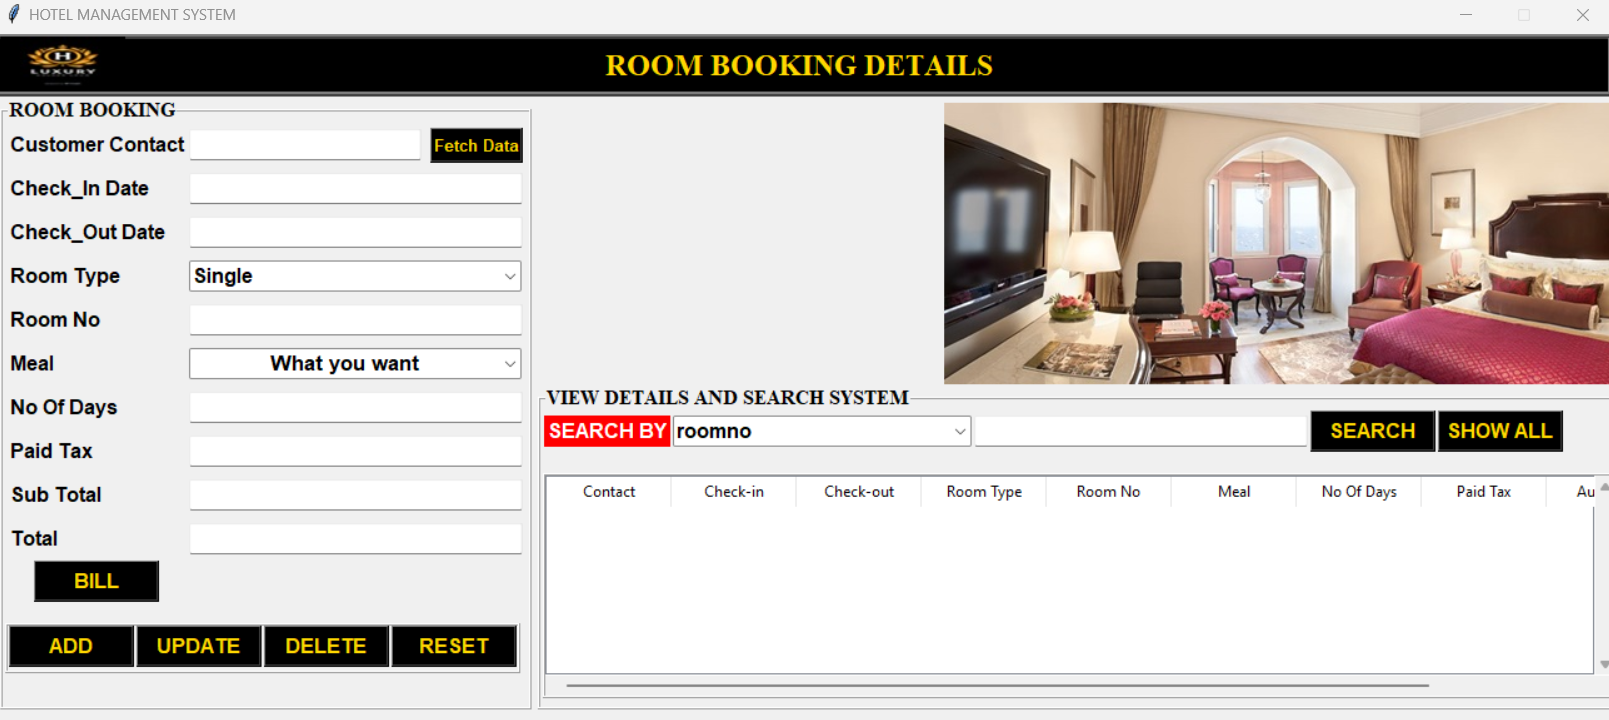 HOTEL MANAGEMENT SYSTEM
H
LUXURY
ROOM BOOKING DETAILS
ROOM BOOKING
Customer Contact
Fetch Data
Check_In Date
Check_Out Date
Room Type
Single
Room No
Meal
What you want
No Of Days
Paid Tax
Sub Total
Total
BILL
ADD UPDATE DELETE RESET
VIEW DETAILS AND SEARCH SYSTEM
SEARCH BY roomno SEARCH SHOW ALL
Contact Check-in Check-out Room Type Room No Meal No Of Days Paid Tax Au